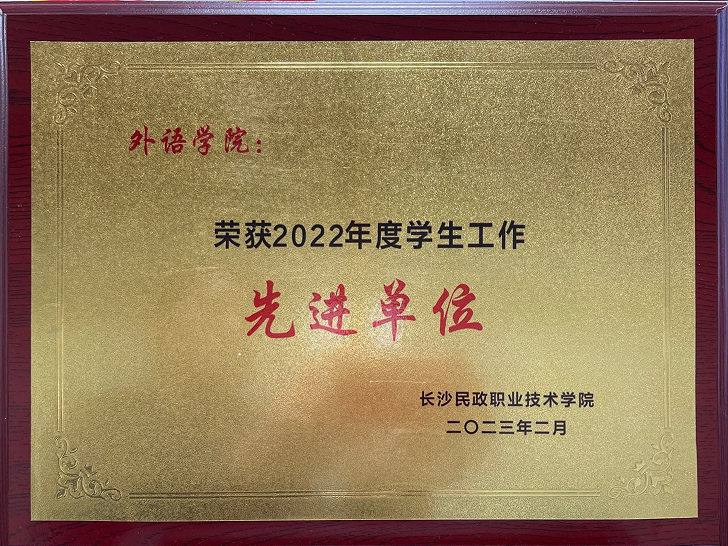 外语学院：
荣获2022年度学生工作
先进单位
长沙民政职业技术学院
二〇二三年二月